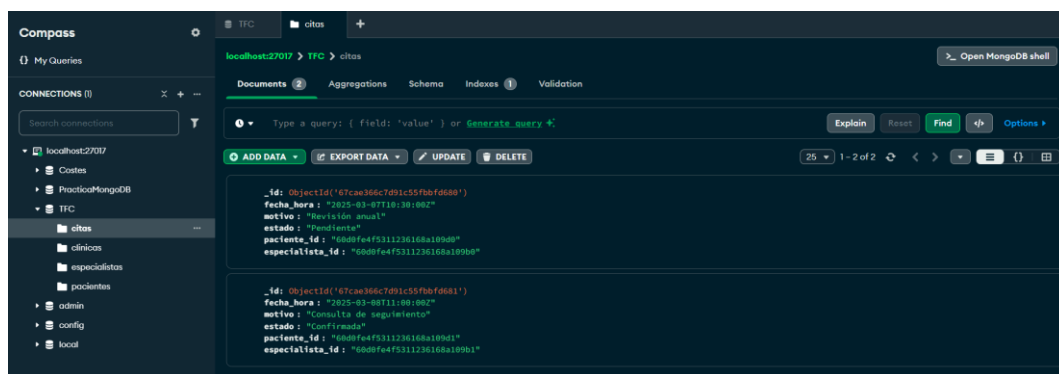 Compass
My Queries
CONNECTIONS (1)
Search connections
localhost:27017
Costes
PracticaMongoDB
TFC
citas
clinicas
especialistas
pacientes
admin
config
local
TFC
citas
localhost:27017 > TFC > citas
>_ Open MongoDB shell
Documents 2 Aggregations Schema Indexes 1 Validation
Type a query: { field: 'value' } or Generate query
Explain Reset Find </> Options
ADD DATA EXPORT DATA UPDATE DELETE
25 1-2 of 2
_id: ObjectId('67cae366c7d91c55fbbfd680')
fecha_hora : "2025-03-07T10:30:00Z"
motivo : "Revisión anual"
estado : "Pendiente"
paciente_id : "60d0fe4f5311236168a109d0"
especialista_id : "60d0fe4f5311236168a109b0"
_id: ObjectId('67cae366c7d91c55fbbfd681')
fecha_hora : "2025-03-08T11:00:00Z"
motivo : "Consulta de seguimiento"
estado : "Confirmada"
paciente_id : "60d0fe4f5311236168a109d1"
especialista_id : "60d0fe4f5311236168a109b1"